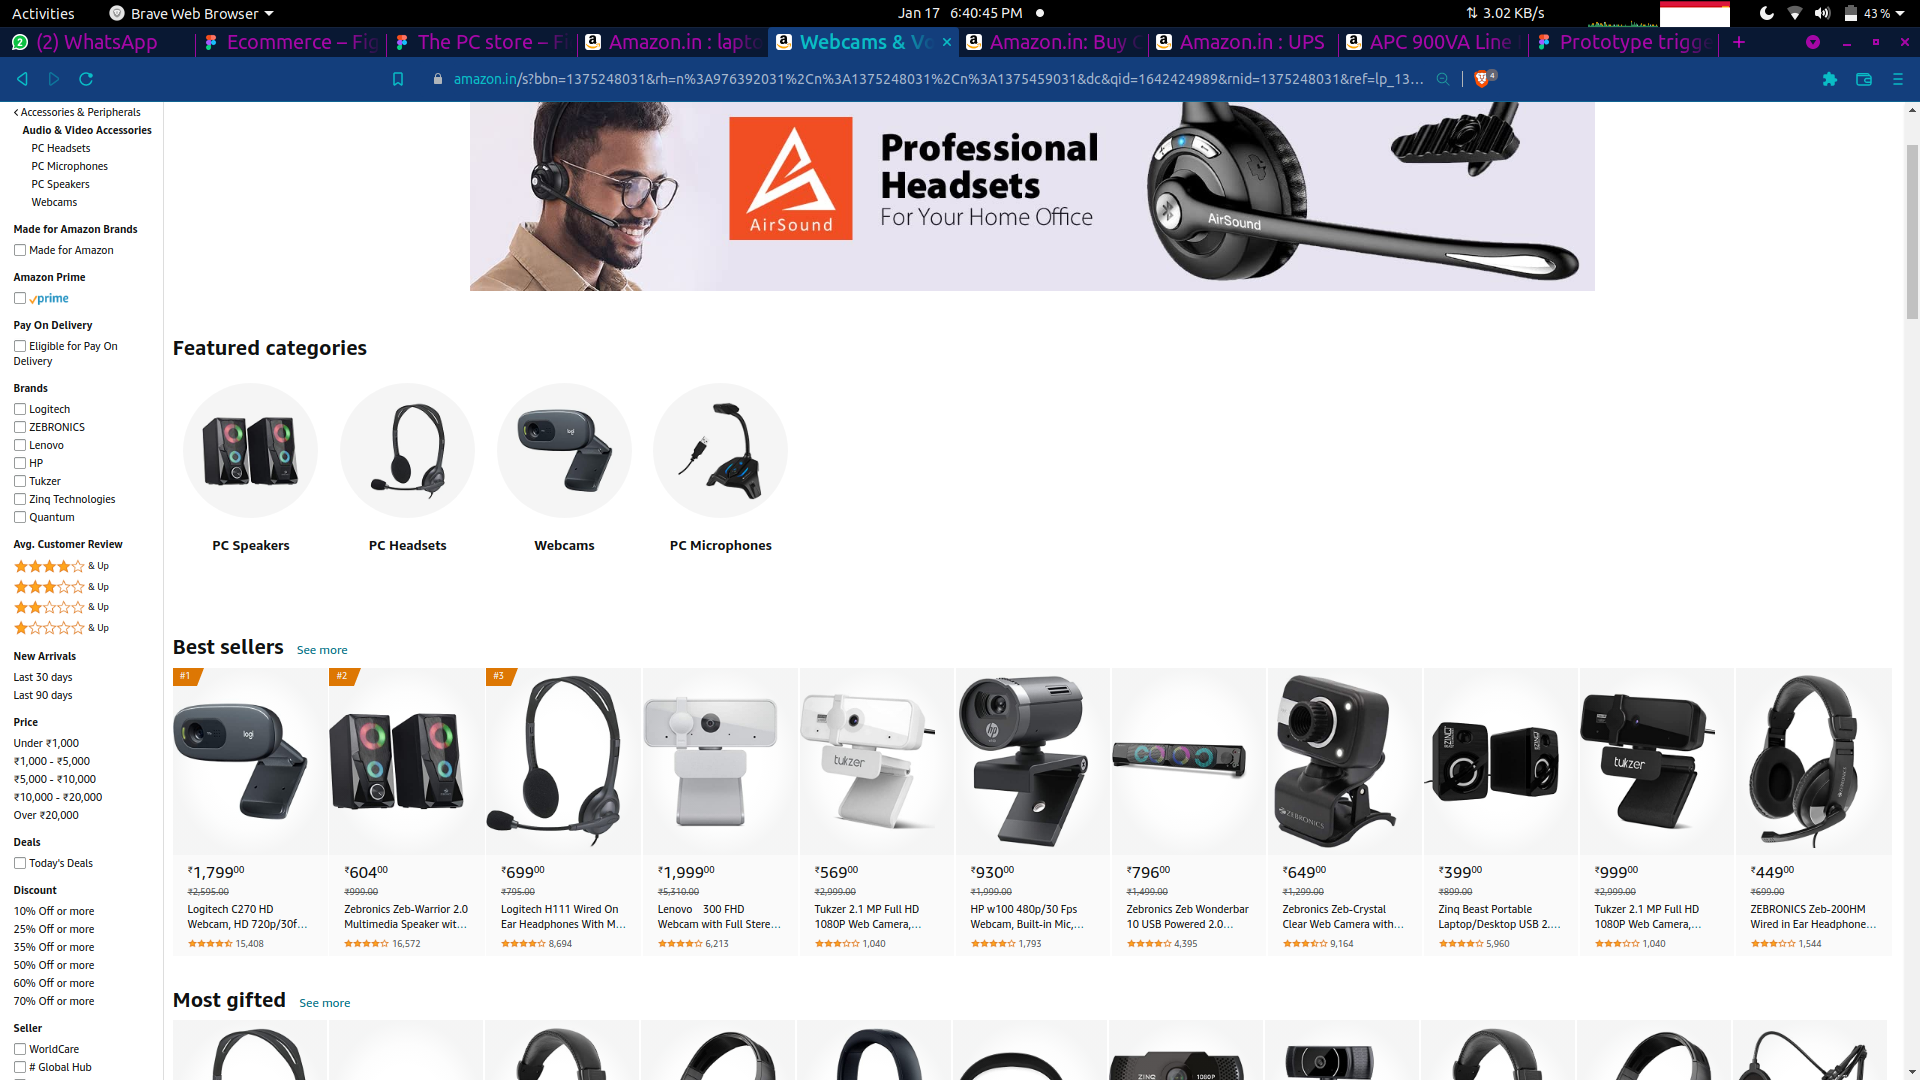 Activities
Brave Web Browser
Jan 17 6:40:45 PM
3.02 KB/s
43 %
(2) WhatsApp
Ecommerce – Fig
The PC store – Fi
Amazon.in : lapto
Webcams & Vo
Amazon.in: Buy
Amazon.in : UPS
APC 900VA Line
Prototype trigge
amazon.in/s?bbn=1375248031&rh=n%3A976392031%2Cn%3A1375248031%2Cn%3A1375459031&dc&qid=1642424989&rnid=1375248031&ref=lp_13...
4
Accessories & Peripherals
Audio & Video Accessories
PC Headsets
PC Microphones
PC Speakers
Webcams
Made for Amazon Brands
Made for Amazon
Amazon Prime
prime
Pay On Delivery
Eligible for Pay On
Delivery
Brands
Logitech
ZEBRONICS
Lenovo
HP
Tukzer
Zinq Technologies
Quantum
Avg. Customer Review
& Up
& Up
& Up
& Up
New Arrivals
Last 30 days
Last 90 days
Price
Under ₹1,000
₹1,000 - ₹5,000
₹5,000 - ₹10,000
₹10,000 - ₹20,000
Over ₹20,000
Deals
Today's Deals
Discount
10% Off or more
25% Off or more
35% Off or more
50% Off or more
60% Off or more
70% Off or more
Seller
WorldCare
# Global Hub
AirSound
Professional
Headsets
For Your Home Office
AirSound
Featured categories
logi
PC Speakers
PC Headsets
Webcams
PC Microphones
Best sellers See more
#1
#2
#3
logi
tukzer
hp
ZEBRONICS
ZINQ
tukzer
₹1,79900
₹2,595.00
Logitech C270 HD
Webcam, HD 720p/30f...
15,408
₹60400
₹999.00
Zebronics Zeb-Warrior 2.0
Multimedia Speaker wit...
16,572
₹69900
₹795.00
Logitech H111 Wired On
Ear Headphones With M...
8,694
₹1,99900
₹5,310.00
Lenovo 300 FHD
Webcam with Full Stere...
6,213
₹56900
₹2,999.00
Tukzer 2.1 MP Full HD
1080P Web Camera,...
1,040
₹93000
₹1,999.00
HP w100 480p/30 Fps
Webcam, Built-in Mic,...
1,793
₹79600
₹1,499.00
Zebronics Zeb Wonderbar
10 USB Powered 2.0...
4,395
₹64900
₹1,299.00
Zebronics Zeb-Crystal
Clear Web Camera with...
9,164
₹39900
₹899.00
Zinq Beast Portable
Laptop/Desktop USB 2....
5,960
₹99900
₹2,999.00
Tukzer 2.1 MP Full HD
1080P Web Camera,...
1,040
₹44900
₹699.00
ZEBRONICS Zeb-200HM
Wired in Ear Headphone...
1,544
Most gifted See more
ZINQ
1080P